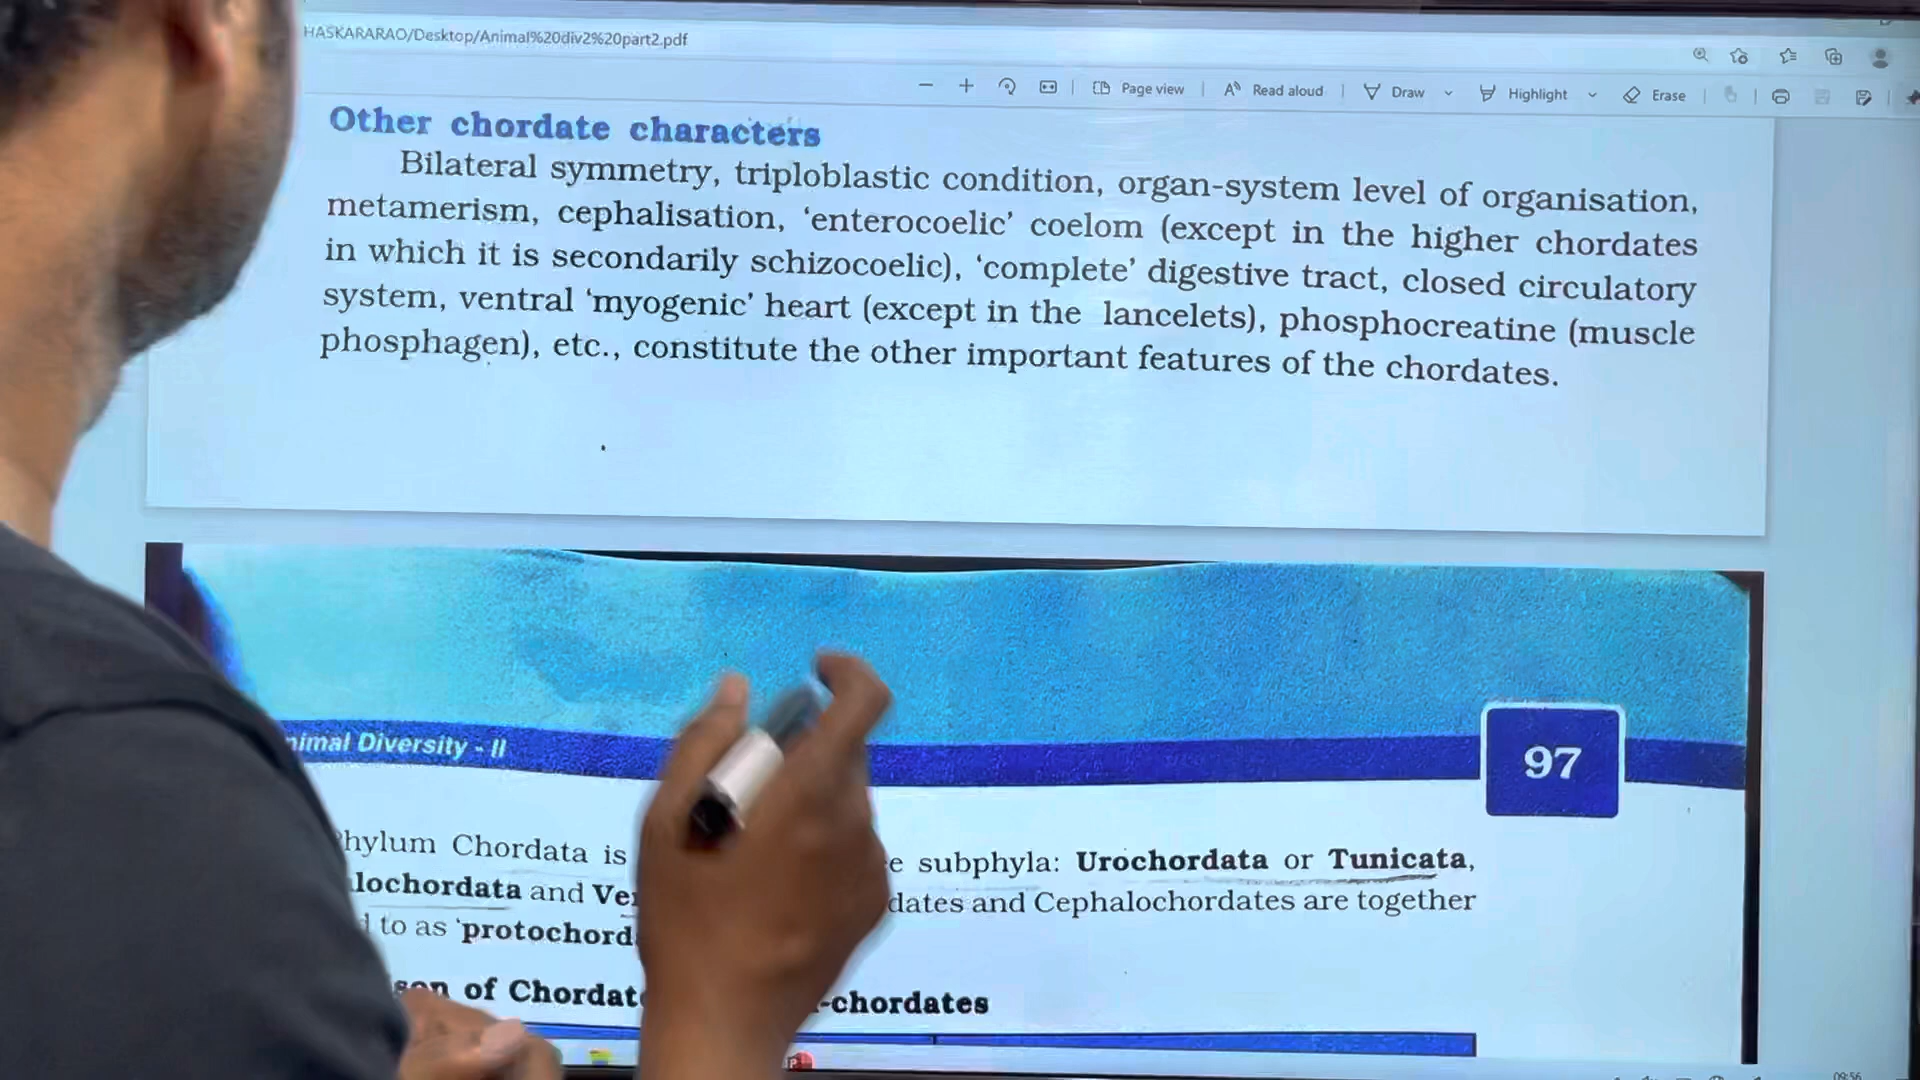 HASKARARAO/Desktop/Animal%20div2%20part2.pdf
Page view
Read aloud
Draw
Highlight
Erase
Other chordate characters
Bilateral symmetry, triploblastic condition, organ-system level of organisation,
metamerism, cephalisation, ‘enterocoelic’ coelom (except in the higher chordates
in which it is secondarily schizocoelic), ‘complete’ digestive tract, closed circulatory
system, ventral ‘myogenic’ heart (except in the lancelets), phosphocreatine (muscle
phosphagen), etc., constitute the other important features of the chordates.
nimal Diversity - II
97
hylum Chordata is e subphyla: Urochordata or Tunicata,
lochordata and Ve dates and Cephalochordates are together
to as ‘protochord
son of Chordat -chordates
09:56